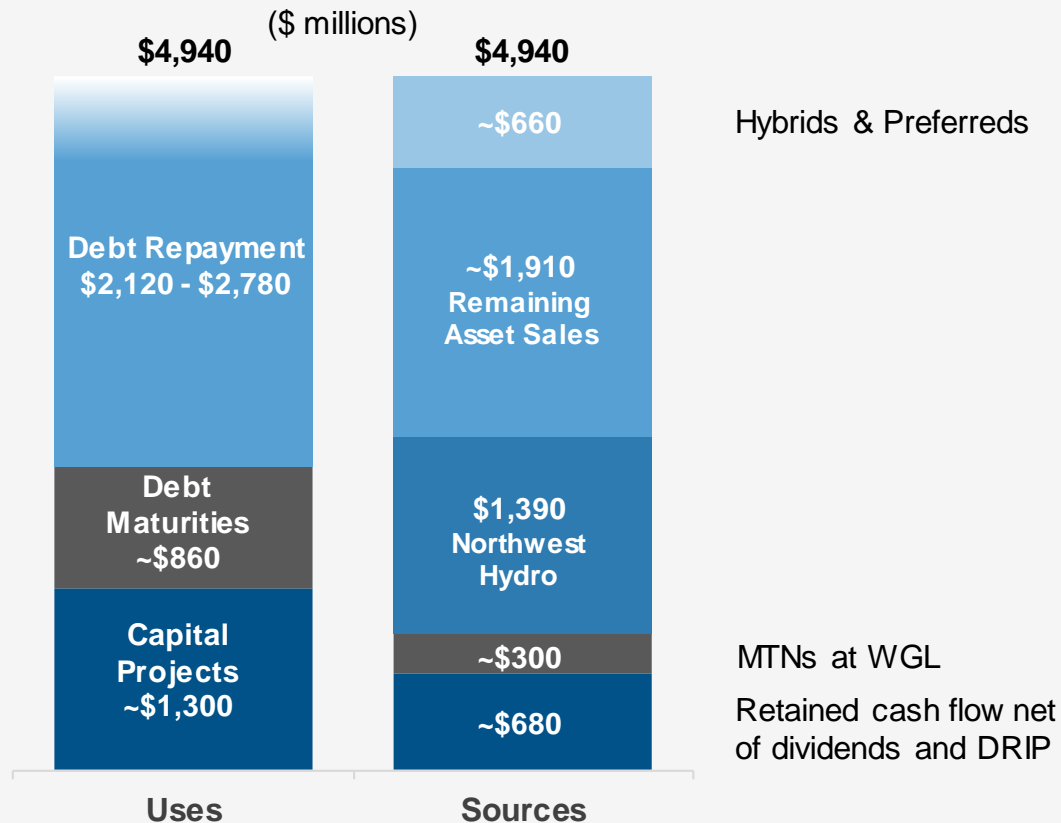 ($ millions)
$4,940
$4,940
~$660
Hybrids & Preferreds
Debt Repayment
$2,120 - $2,780
~$1,910
Remaining
Asset Sales
Debt
Maturities
~$860
$1,390
Northwest
Hydro
Capital
Projects
~$1,300
~$300
MTNs at WGL
~$680
Retained cash flow net
of dividends and DRIP
Uses
Sources